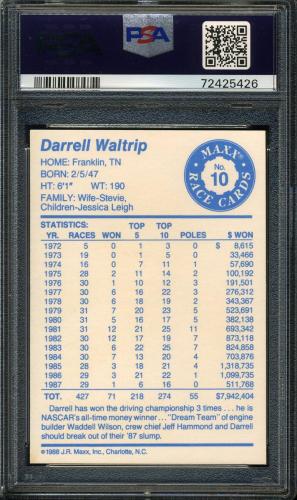 PSA
72425426
Darrell Waltrip
HOME: Franklin, TN
BORN: 2/5/47
HT: 6'1" WT: 190
FAMILY: Wife-Stevie,
Children-Jessica Leigh
MAXX®
No.
10
RACE CARDS
STATISTICS: TOP TOP
YR. RACES WON 5 10 POLES $ WON
1972 5 0 1 3 0 $ 8,615
1973 19 0 1 5 0 33,466
1974 16 0 7 11 1 57,690
1975 28 2 11 14 2 100,192
1976 30 1 10 12 3 191,501
1977 30 6 16 24 3
1978 30 6 19 20 2 343,367
1979 31 7 19 22 5
1980 31 5 16 17 5 382,138
1981 31 12 21 25 11 693,342
1982 30 12 17 20 7
1983 30 6 22 25 7 824,858
1984 30 7 13 20 4 703,876
1985 28 3 18 21 4 1,318,735
1986 29 3 21 22 1 1,099,735
1987 29 1 6 16 0 511,768
TOT. 427 71 218 274 55 $7,942,404
Darrell has won the driving championship 3 times . . . he is
NASCAR's all-time money winner . . . "Dream Team" of engine
builder Waddell Wilson, crew chief Jeff Hammond and Darrell
should break out of their '87 slump.
©1988 J.R. Maxx, Inc., Charlotte, N.C.